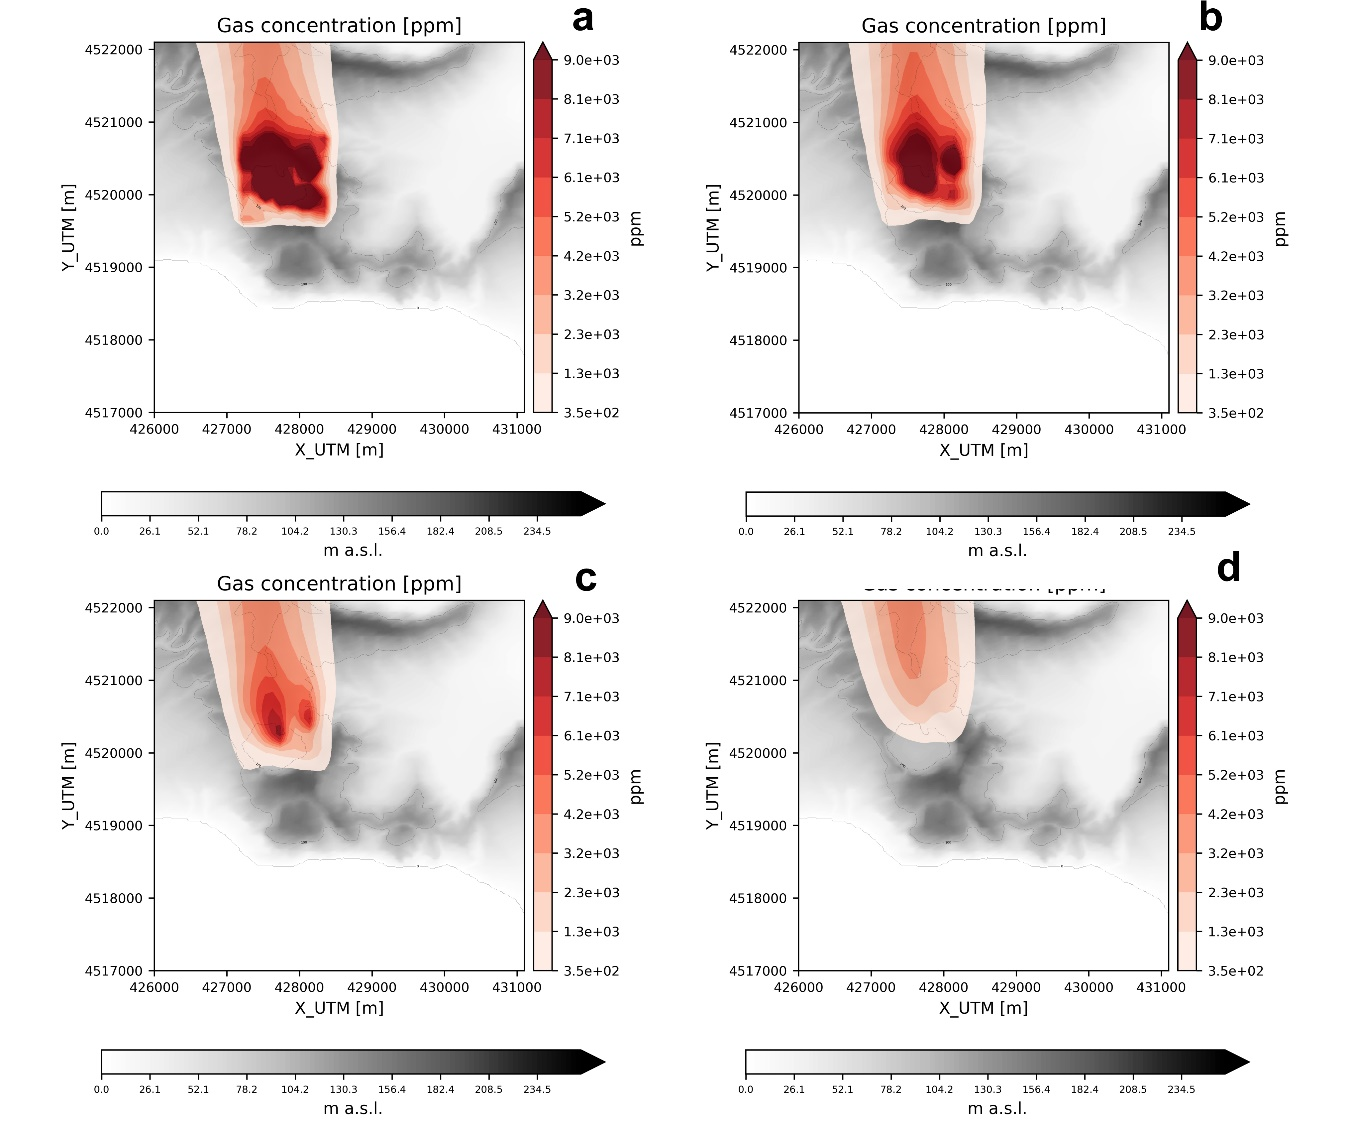 a
Gas concentration [ppm]
4522000
4521000
4520000
4519000
4518000
4517000
Y_UTM [m]
426000 427000 428000 429000 430000 431000
X_UTM [m]
9.0e+03
8.1e+03
7.1e+03
6.1e+03
5.2e+03
4.2e+03
3.2e+03
2.3e+03
1.3e+03
3.5e+02
ppm
0.0 26.1 52.1 78.2 104.2 130.3 156.4 182.4 208.5 234.5
m a.s.l.
b
Gas concentration [ppm]
4522000
4521000
4520000
4519000
4518000
4517000
Y_UTM [m]
426000 427000 428000 429000 430000 431000
X_UTM [m]
9.0e+03
8.1e+03
7.1e+03
6.1e+03
5.2e+03
4.2e+03
3.2e+03
2.3e+03
1.3e+03
3.5e+02
ppm
0.0 26.1 52.1 78.2 104.2 130.3 156.4 182.4 208.5 234.5
m a.s.l.
c
Gas concentration [ppm]
4522000
4521000
4520000
4519000
4518000
4517000
Y_UTM [m]
426000 427000 428000 429000 430000 431000
X_UTM [m]
9.0e+03
8.1e+03
7.1e+03
6.1e+03
5.2e+03
4.2e+03
3.2e+03
2.3e+03
1.3e+03
3.5e+02
ppm
0.0 26.1 52.1 78.2 104.2 130.3 156.4 182.4 208.5 234.5
m a.s.l.
d
Gas concentration [ppm]
4522000
4521000
4520000
4519000
4518000
4517000
Y_UTM [m]
426000 427000 428000 429000 430000 431000
X_UTM [m]
9.0e+03
8.1e+03
7.1e+03
6.1e+03
5.2e+03
4.2e+03
3.2e+03
2.3e+03
1.3e+03
3.5e+02
ppm
0.0 26.1 52.1 78.2 104.2 130.3 156.4 182.4 208.5 234.5
m a.s.l.